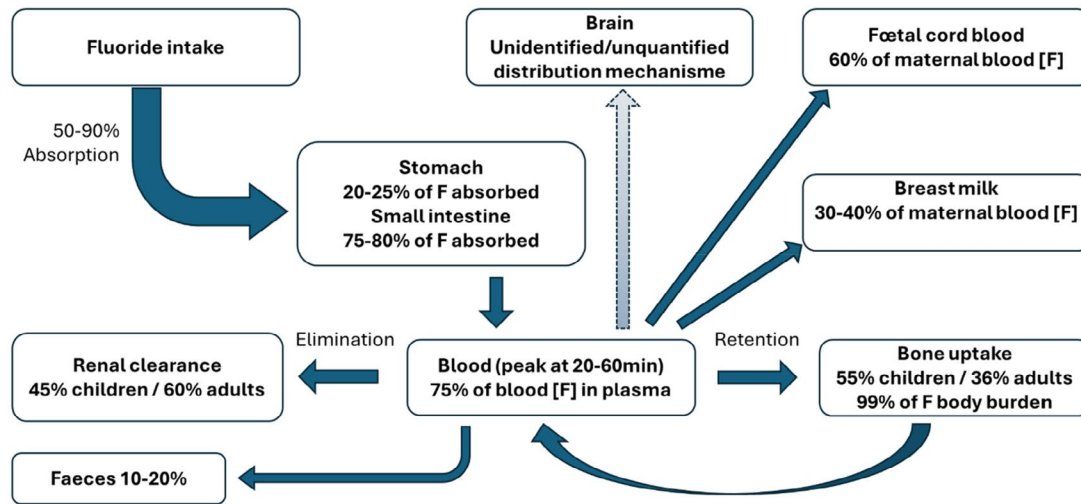 Fluoride intake
50-90%
Absorption
Brain
Unidentified/unquantified
distribution mechanisme
Fœtal cord blood
60% of maternal blood [F]
Stomach
20-25% of F absorbed
Small intestine
75-80% of F absorbed
Breast milk
30-40% of maternal blood [F]
Renal clearance
45% children / 60% adults
Elimination
Blood (peak at 20-60min)
75% of blood [F] in plasma
Retention
Bone uptake
55% children / 36% adults
99% of F body burden
Faeces 10-20%